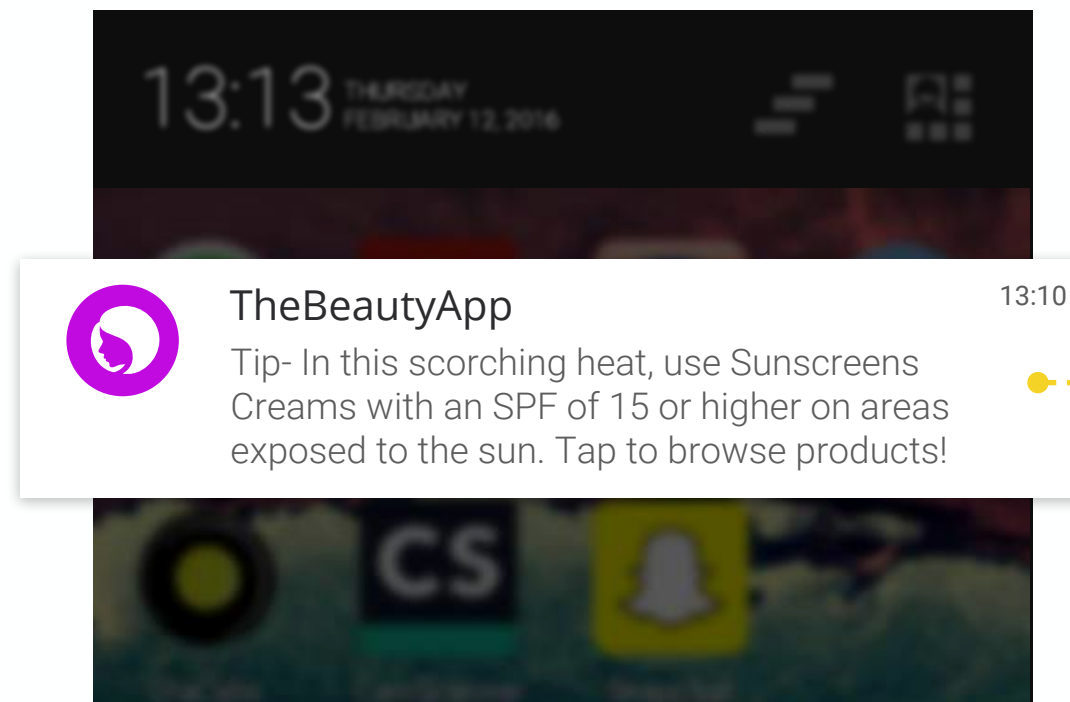 13:13
THURSDAY
FEBRUARY 12, 2016
TheBeautyApp
13:10
Tip- In this scorching heat, use Sunscreens
Creams with an SPF of 15 or higher on areas
exposed to the sun. Tap to browse products!
CS